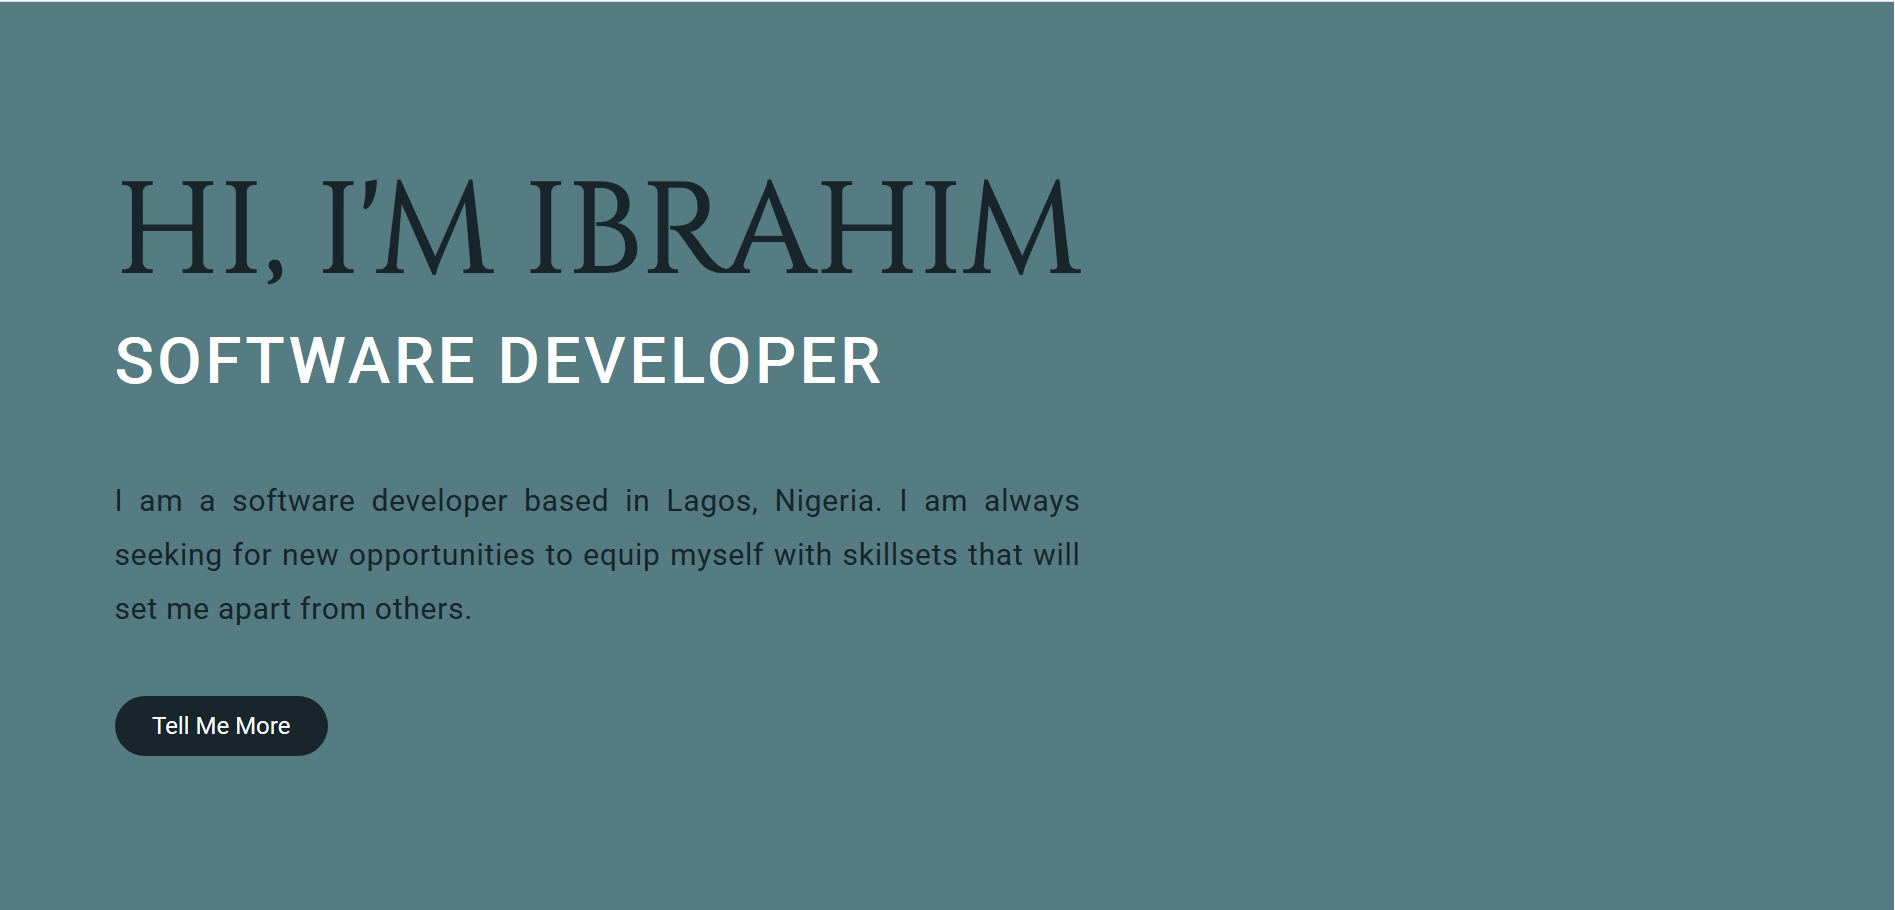 HI, I'M IBRAHIM
SOFTWARE DEVELOPER
I am a software developer based in Lagos, Nigeria. I am always
seeking for new opportunities to equip myself with skillsets that will
set me apart from others.
Tell Me More